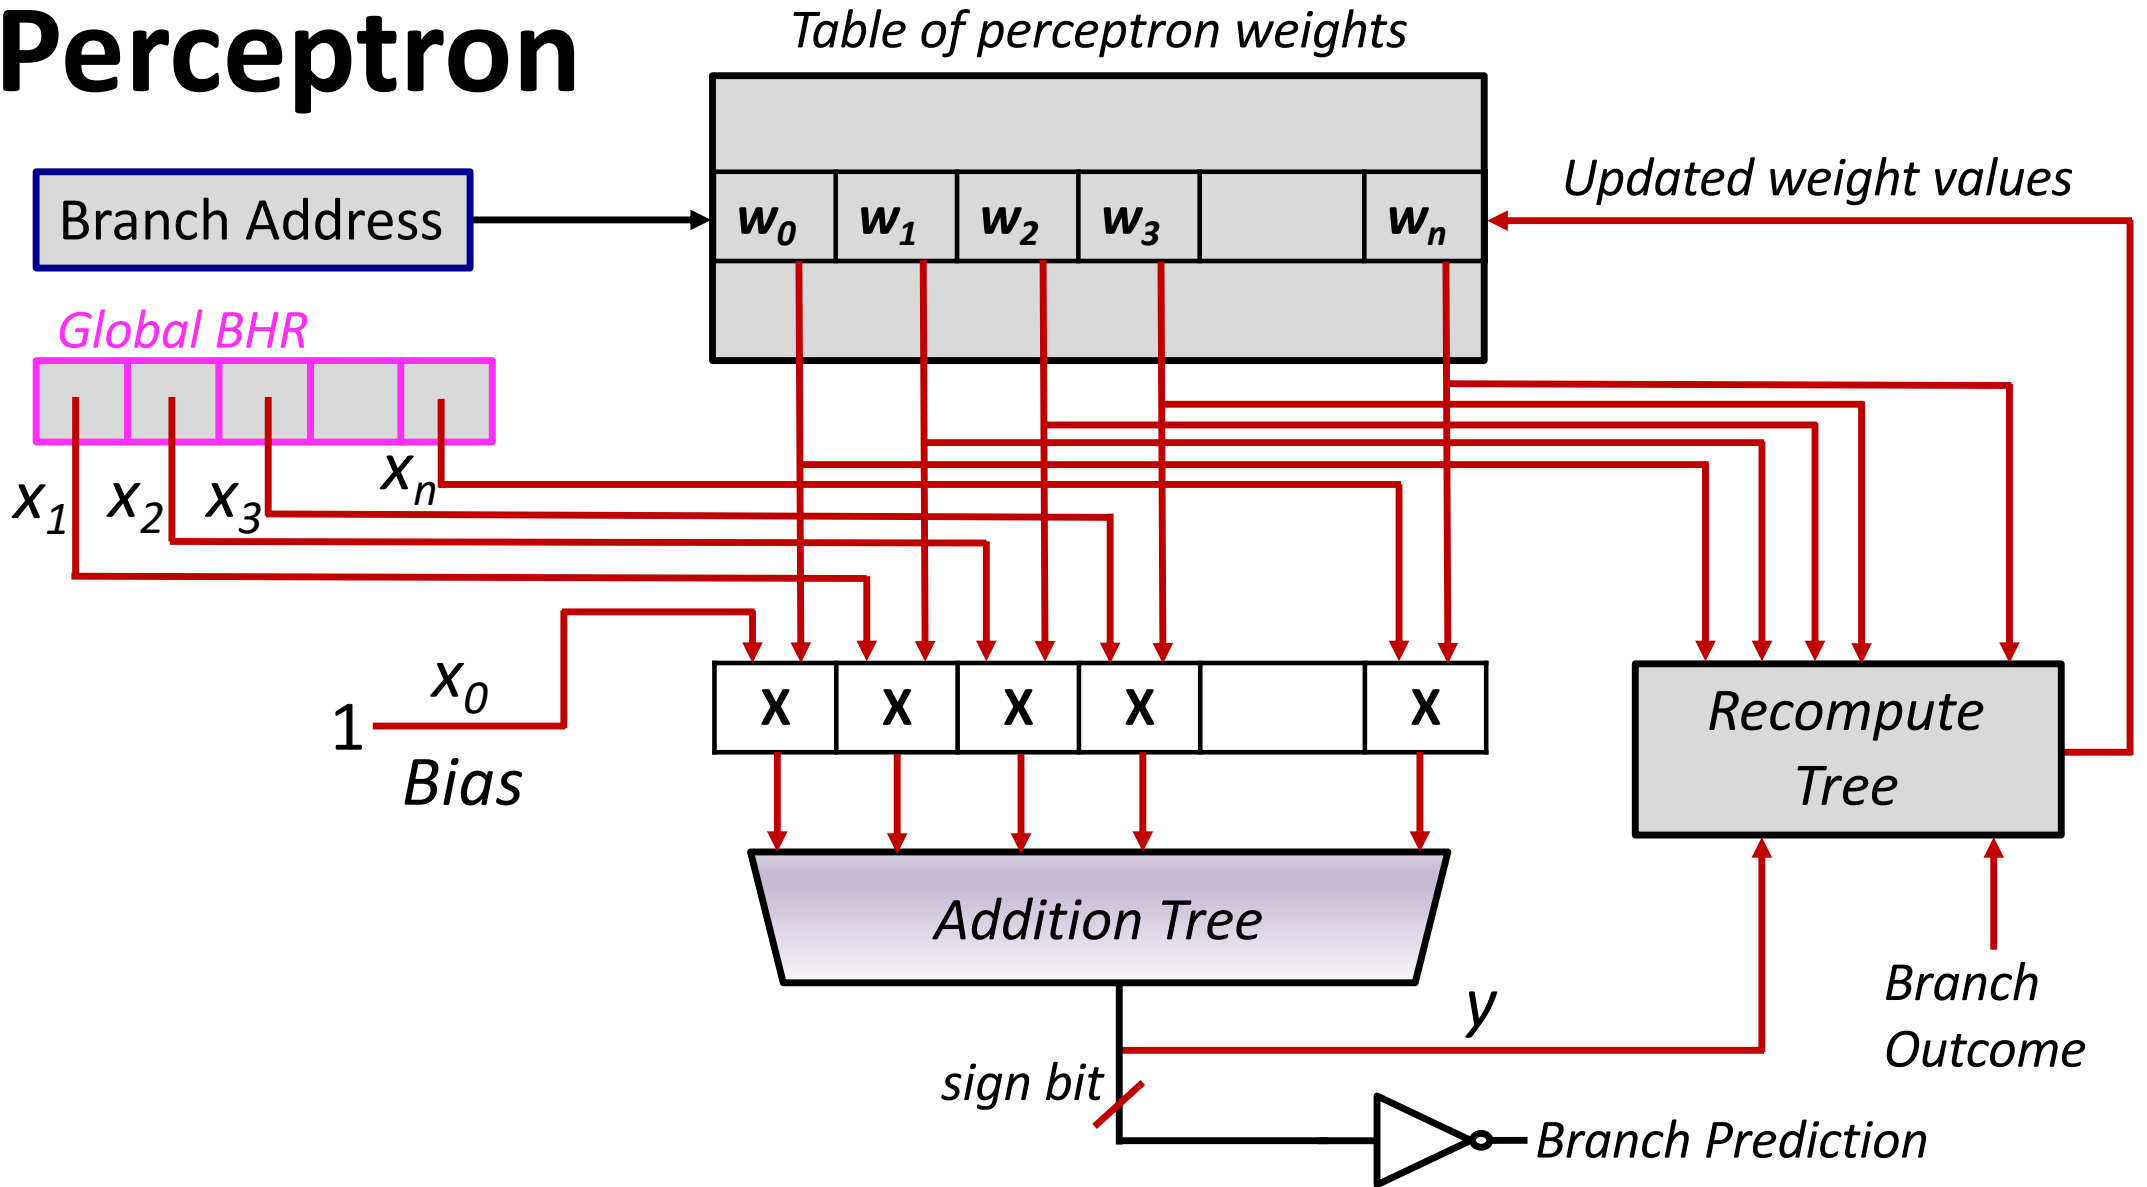 Perceptron
Table of perceptron weights
Branch Address
w0 w1 w2 w3 wn
Updated weight values
Global BHR
x1 x2 x3 xn
x0
1
Bias
X X X X X
Recompute
Tree
Addition Tree
y
Branch
Outcome
sign bit
Branch Prediction